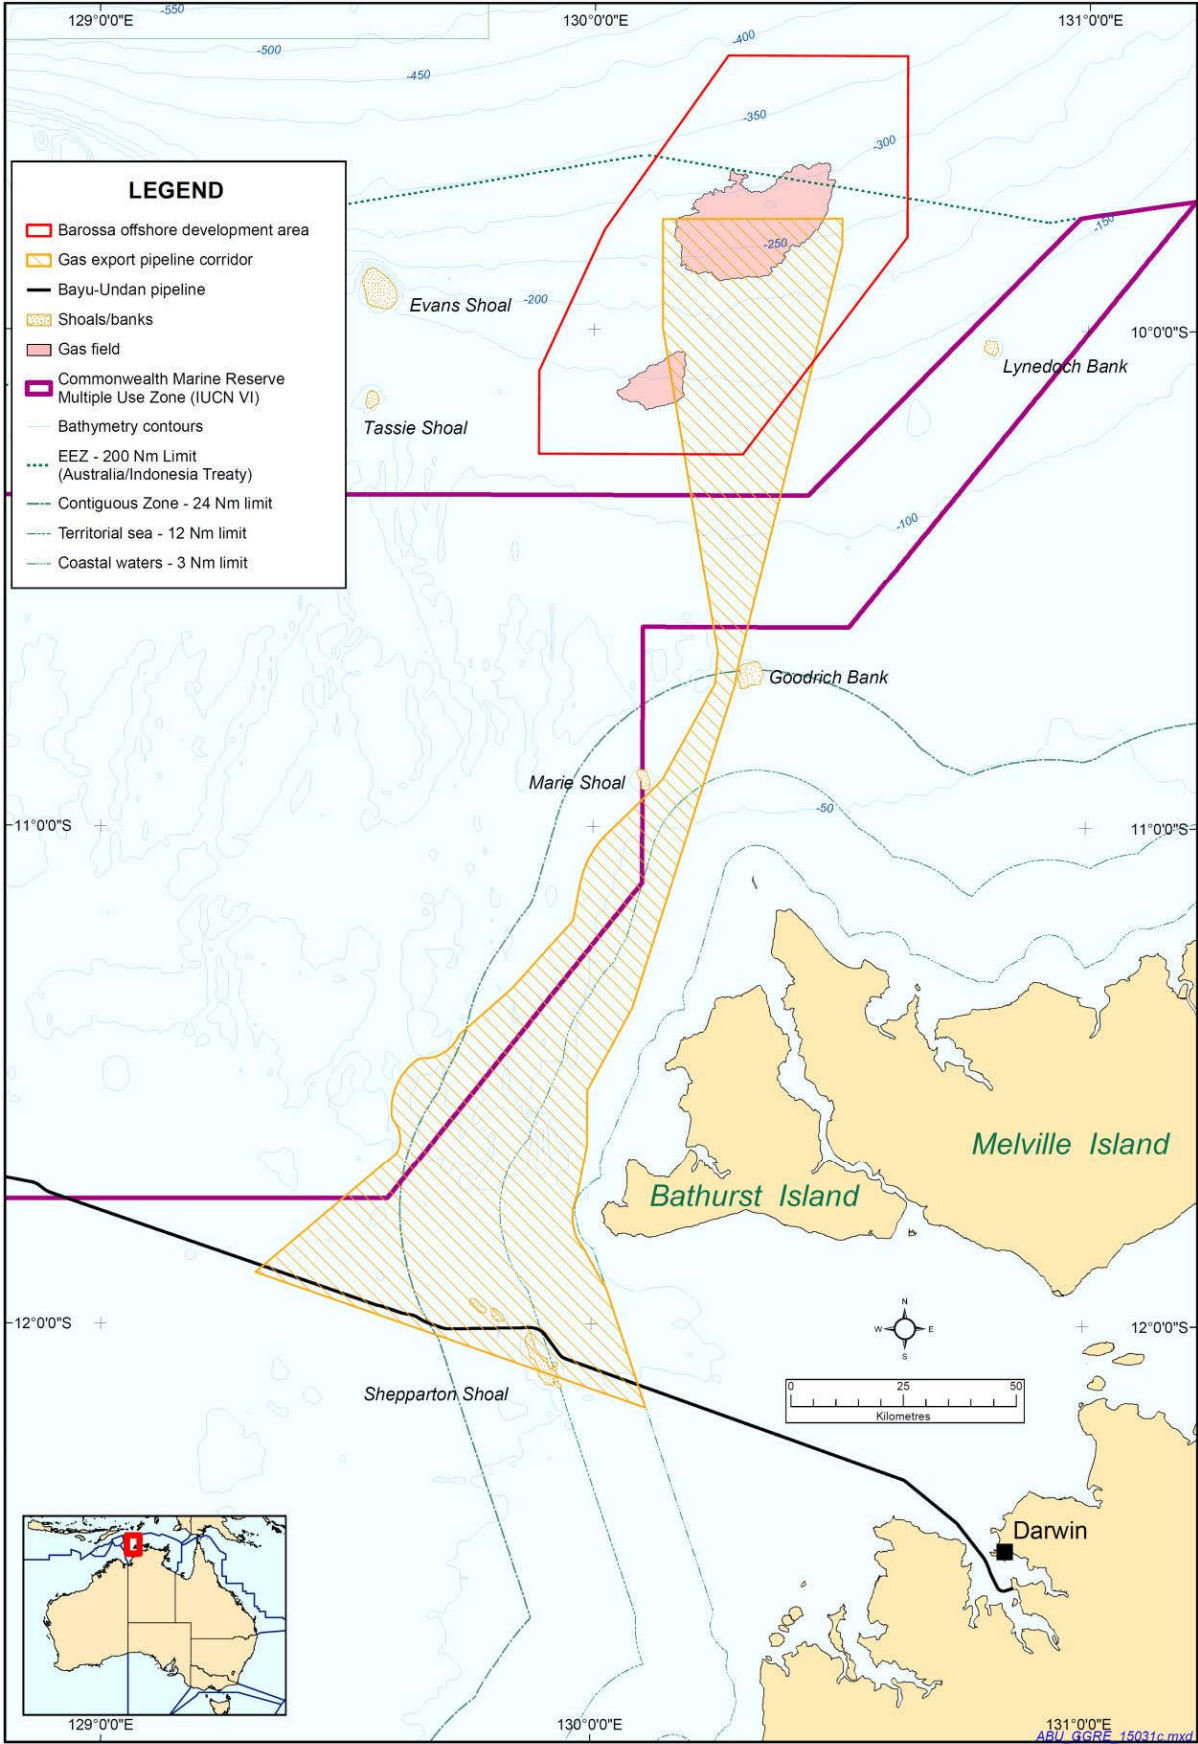 129°0'0"E 130°0'0"E 131°0'0"E
-550
-500
-450
-400
-350
-300
-250
-200
-150
-100
-50
LEGEND
Barossa offshore development area
Gas export pipeline corridor
Bayu-Undan pipeline
Shoals/banks
Gas field
Commonwealth Marine Reserve
Multiple Use Zone (IUCN VI)
Bathymetry contours
EEZ - 200 Nm Limit
(Australia/Indonesia Treaty)
Contiguous Zone - 24 Nm limit
Territorial sea - 12 Nm limit
Coastal waters - 3 Nm limit
Evans Shoal
10°0'0"S
Lynedoch Bank
Tassie Shoal
Goodrich Bank
Marie Shoal
11°0'0"S 11°0'0"S
Melville Island
Bathurst Island
12°0'0"S 12°0'0"S
N
W E
S
Shepparton Shoal
0 25 50
Kilometres
Darwin
129°0'0"E 130°0'0"E 131°0'0"E
ABU_GGRE_15031c.mxd